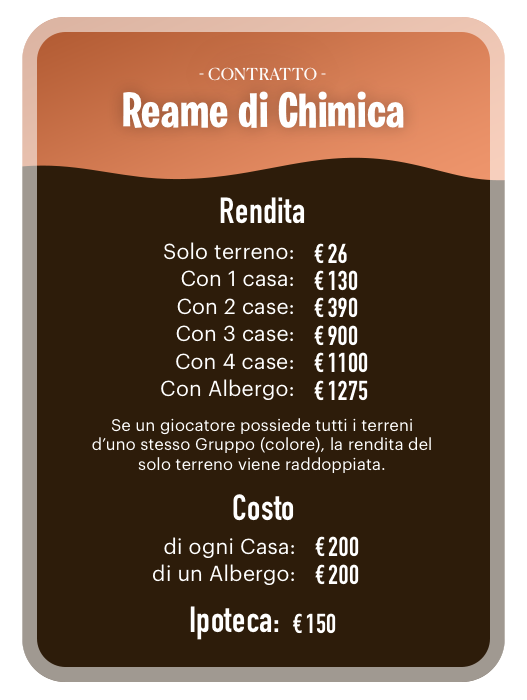 - CONTRATTO -
Reame di Chimica
Rendita
Solo terreno: € 26
Con 1 casa: € 130
Con 2 case: € 390
Con 3 case: € 900
Con 4 case: € 1100
Con Albergo: € 1275
Se un giocatore possiede tutti i terreni
d'uno stesso Gruppo (colore), la rendita del
solo terreno viene raddoppiata.
Costo
di ogni Casa: € 200
di un Albergo: € 200
Ipoteca: € 150